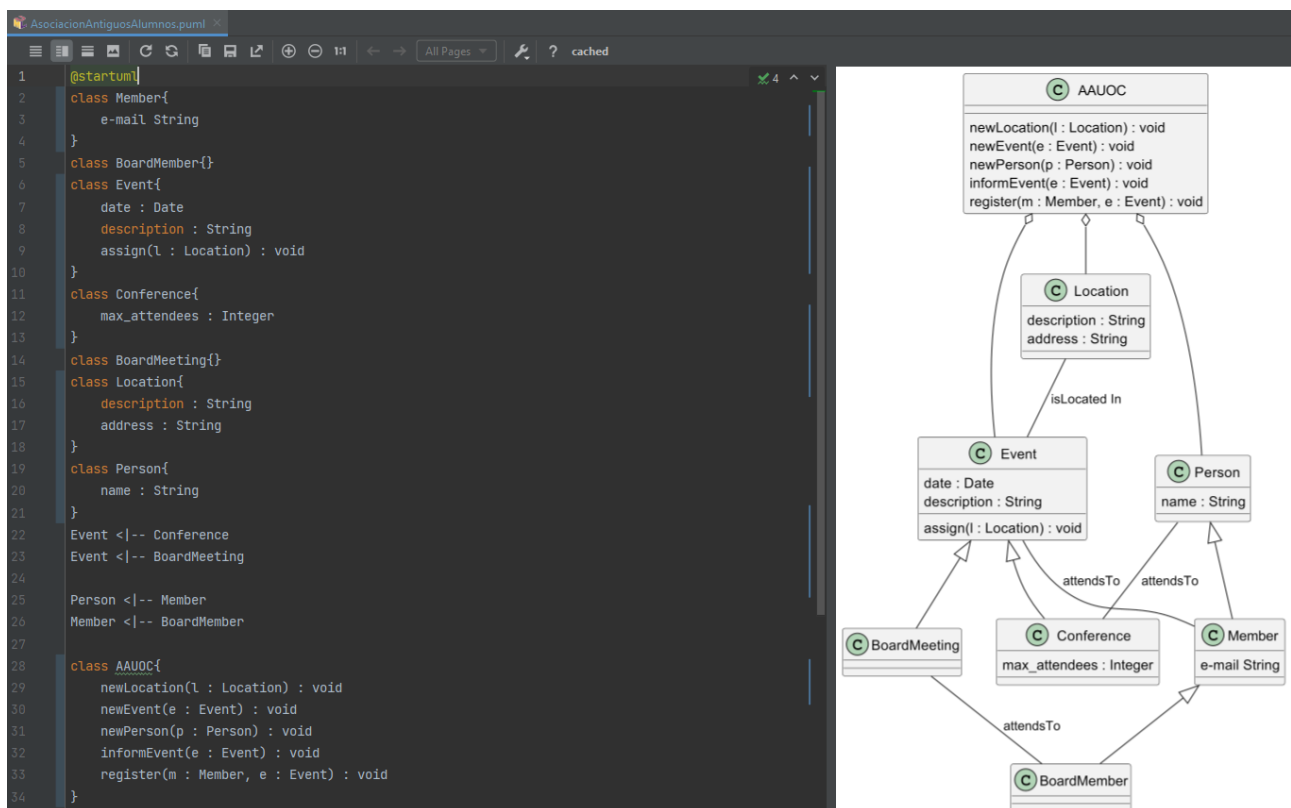 AsociacionAntiguosAlumnos.puml
1:1
All Pages
?
cached
1 @startuml
4
2 class Member{
3 e-mail String
4 }
5 class BoardMember{}
6 class Event{
7 date : Date
8 description : String
9 assign(l : Location) : void
10 }
11 class Conference{
12 max_attendees : Integer
13 }
14 class BoardMeeting{}
15 class Location{
16 description : String
17 address : String
18 }
19 class Person{
20 name : String
21 }
22 Event <|-- Conference
23 Event <|-- BoardMeeting
24
25 Person <|-- Member
26 Member <|-- BoardMember
27
28 class AAUOC{
29 newLocation(l : Location) : void
30 newEvent(e : Event) : void
31 newPerson(p : Person) : void
32 informEvent(e : Event) : void
33 register(m : Member, e : Event) : void
34 }
C AAUOC
newLocation(l : Location) : void
newEvent(e : Event) : void
newPerson(p : Person) : void
informEvent(e : Event) : void
register(m : Member, e : Event) : void
C Location
description : String
address : String
isLocated In
C Event
date : Date
description : String
assign(l : Location) : void
C Person
name : String
attendsTo
attendsTo
C BoardMeeting
C Conference
max_attendees : Integer
C Member
e-mail String
attendsTo
C BoardMember